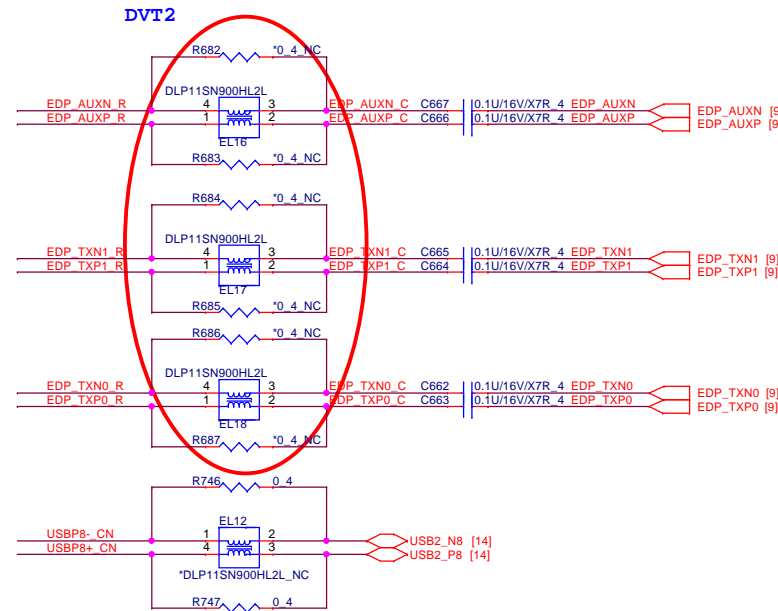 DVT2
R682 *0_4_NC
DLP11SN900HL2L
EDP_AUXN_R 4 3 EDP_AUXN_C C667 0.1U/16V/X7R_4 EDP_AUXN EDP_AUXN [9
EDP_AUXP_R 1 2 EDP_AUXP_C C666 0.1U/16V/X7R_4 EDP_AUXP EDP_AUXP [9
EL16
R683 *0_4_NC
R684 *0_4_NC
DLP11SN900HL2L
EDP_TXN1_R 4 3 EDP_TXN1_C C665 0.1U/16V/X7R_4 EDP_TXN1 EDP_TXN1 [9]
EDP_TXP1_R 1 2 EDP_TXP1_C C664 0.1U/16V/X7R_4 EDP_TXP1 EDP_TXP1 [9]
EL17
R685 *0_4_NC
R686 *0_4_NC
DLP11SN900HL2L
EDP_TXN0_R 4 3 EDP_TXN0_C C662 0.1U/16V/X7R_4 EDP_TXN0 EDP_TXN0 [9]
EDP_TXP0_R 1 2 EDP_TXP0_C C663 0.1U/16V/X7R_4 EDP_TXP0 EDP_TXP0 [9]
EL18
R687 *0_4_NC
R746 0_4
EL12
USBP8-_CN 1 2 USB2_N8 [14]
USBP8+_CN 4 3 USB2_P8 [14]
*DLP11SN900HL2L_NC
R747 0_4